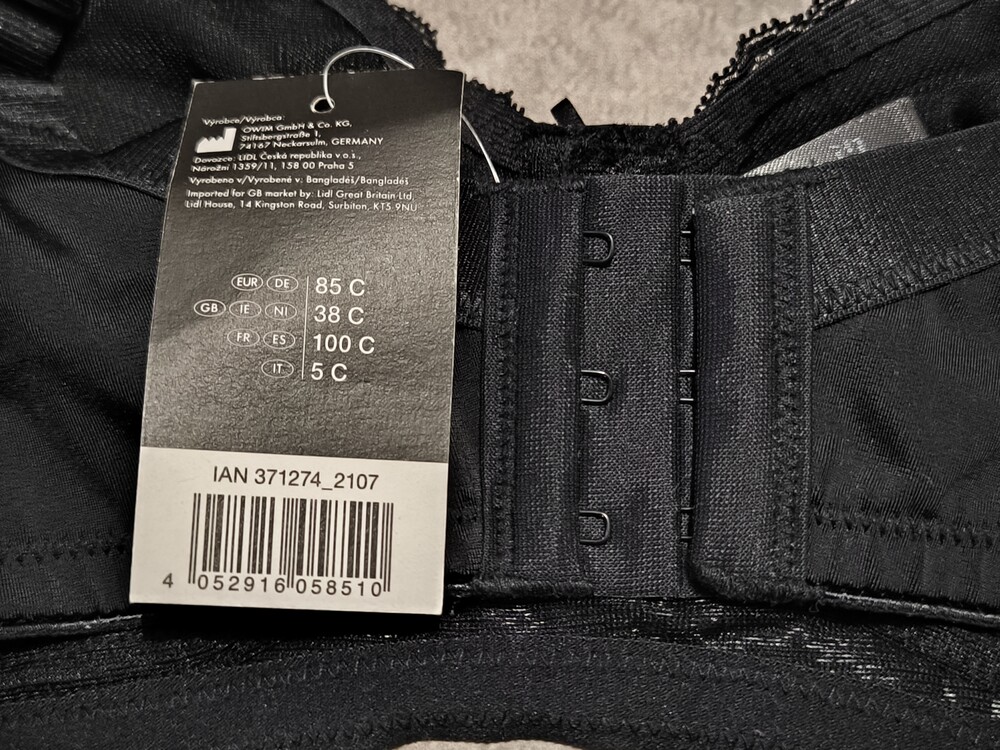 Výrobce/Výrobca:
OWIM GmbH & Co. KG,
Stiftsbergstraße 1,
74167 Neckarsulm, GERMANY
Dovozce: LIDL Česká republika v.o.s.,
Nárožní 1359/11, 158 00 Praha 5
Vyrobeno v/Vyrobené v: Bangladéš/Bangladéš
Imported for GB market by: Lidl Great Britain Ltd,
Lidl House, 14 Kingston Road, Surbiton, KT5 9NU
EUR DE 85 C
GB IE NI 38 C
FR ES 100 C
IT 5 C
IAN 371274_2107
4 052916 058510